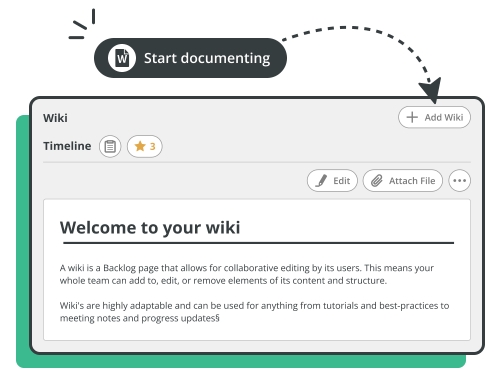 W Start documenting
Wiki
+ Add Wiki
Timeline
3
Edit
Attach File
Welcome to your wiki
A wiki is a Backlog page that allows for collaborative editing by its users. This means your
whole team can add to, edit, or remove elements of its content and structure.
Wiki's are highly adaptable and can be used for anything from tutorials and best-practices to
meeting notes and progress updates§